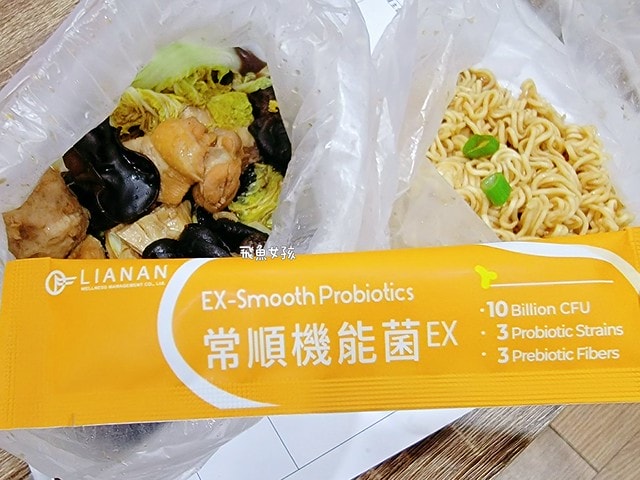 飛魚女孩
LIANAN
WELLNESS MANAGEMENT CO., Ltd.
EX-Smooth Probiotics
常順機能菌EX
·10 Billion CFU
·3 Probiotic Strains
·3 Prebiotic Fibers